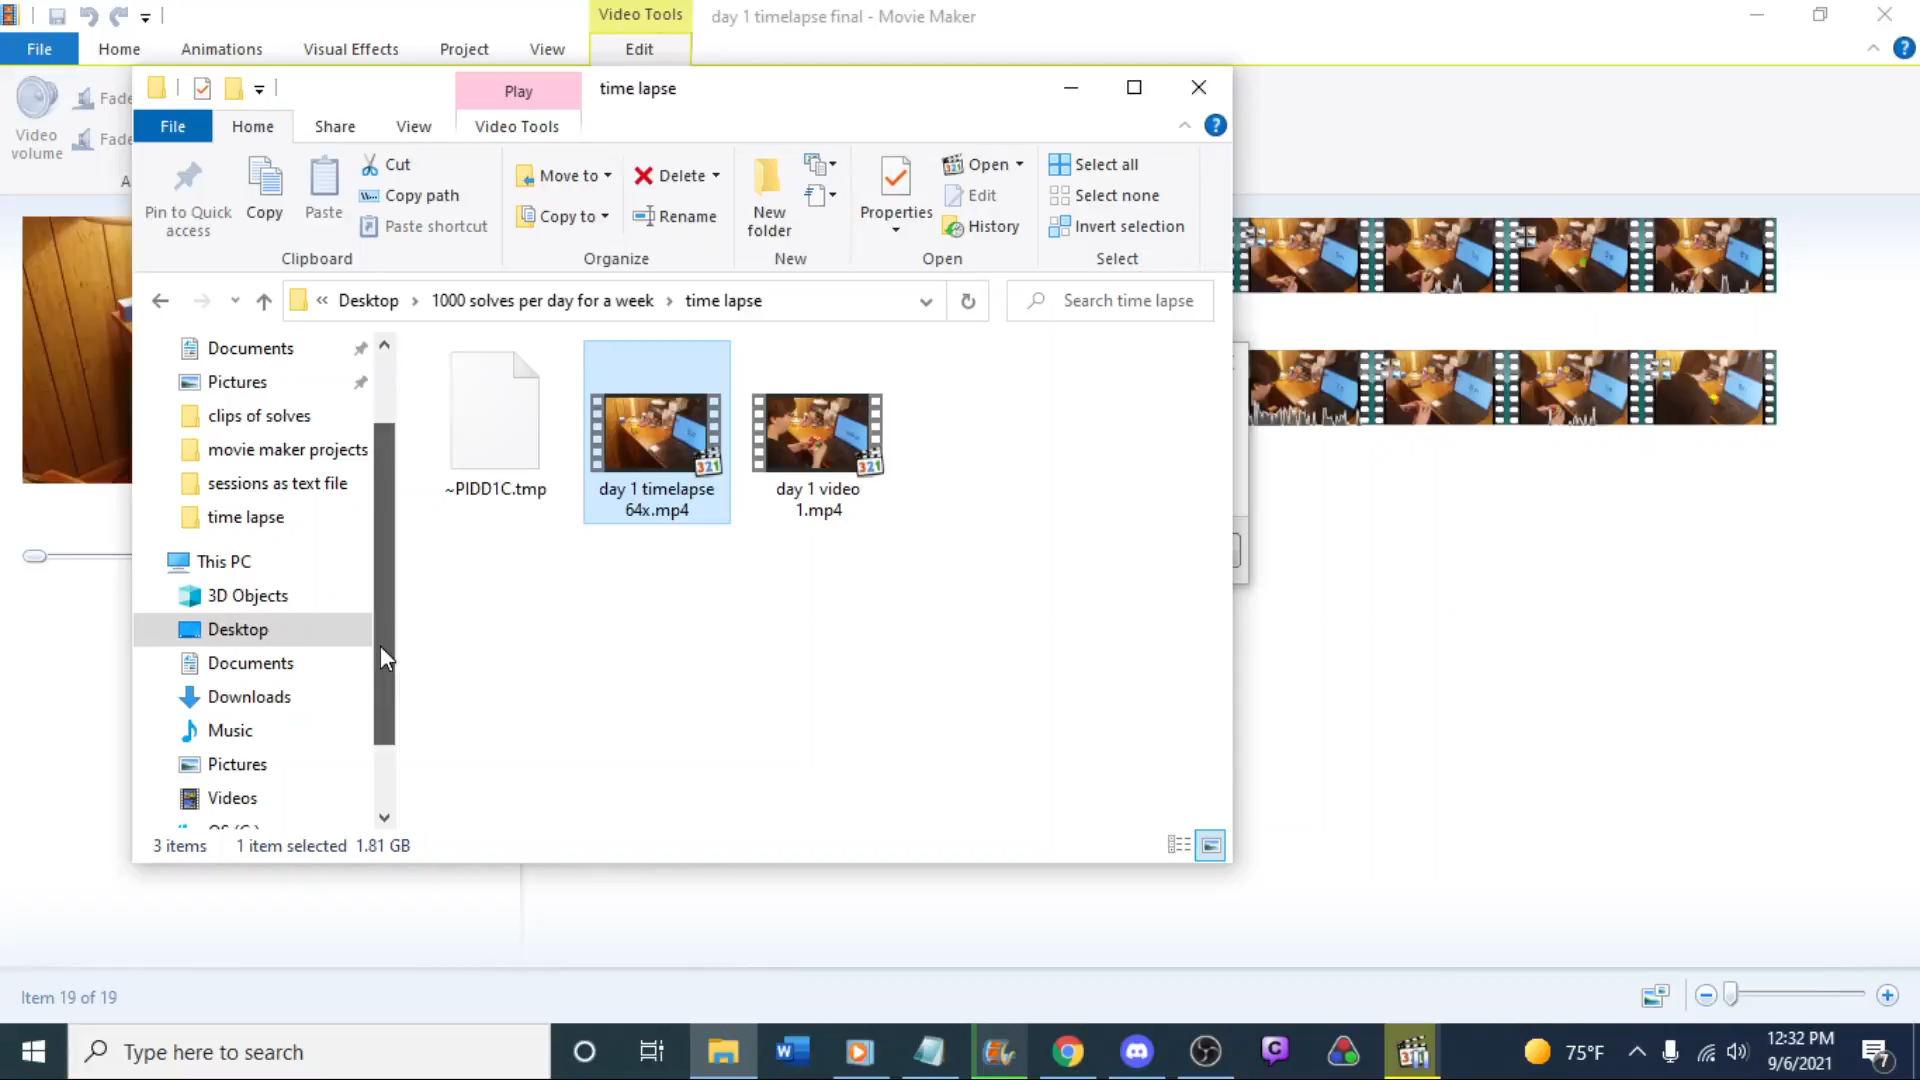 Video Tools
day 1 timelapse final - Movie Maker
File
Home
Animations
Visual Effects
Project
View
Edit
Video
volume
Fade
Fade
A
Play
time lapse
File
Home
Share
View
Video Tools
Pin to Quick
access
Copy
Paste
Cut
Copy path
Paste shortcut
Clipboard
Move to
Copy to
Delete
Rename
Organize
New
folder
New
Properties
Open
Edit
History
Open
Select all
Select none
Invert selection
Select
« Desktop › 1000 solves per day for a week › time lapse
Search time lapse
Documents
Pictures
clips of solves
movie maker projects
sessions as text file
time lapse
This PC
3D Objects
Desktop
Documents
Downloads
Music
Pictures
Videos
~PIDD1C.tmp
day 1 timelapse
64x.mp4
day 1 video
1.mp4
3 items
1 item selected 1.81 GB
Item 19 of 19
Type here to search
75°F
12:32 PM
9/6/2021
7